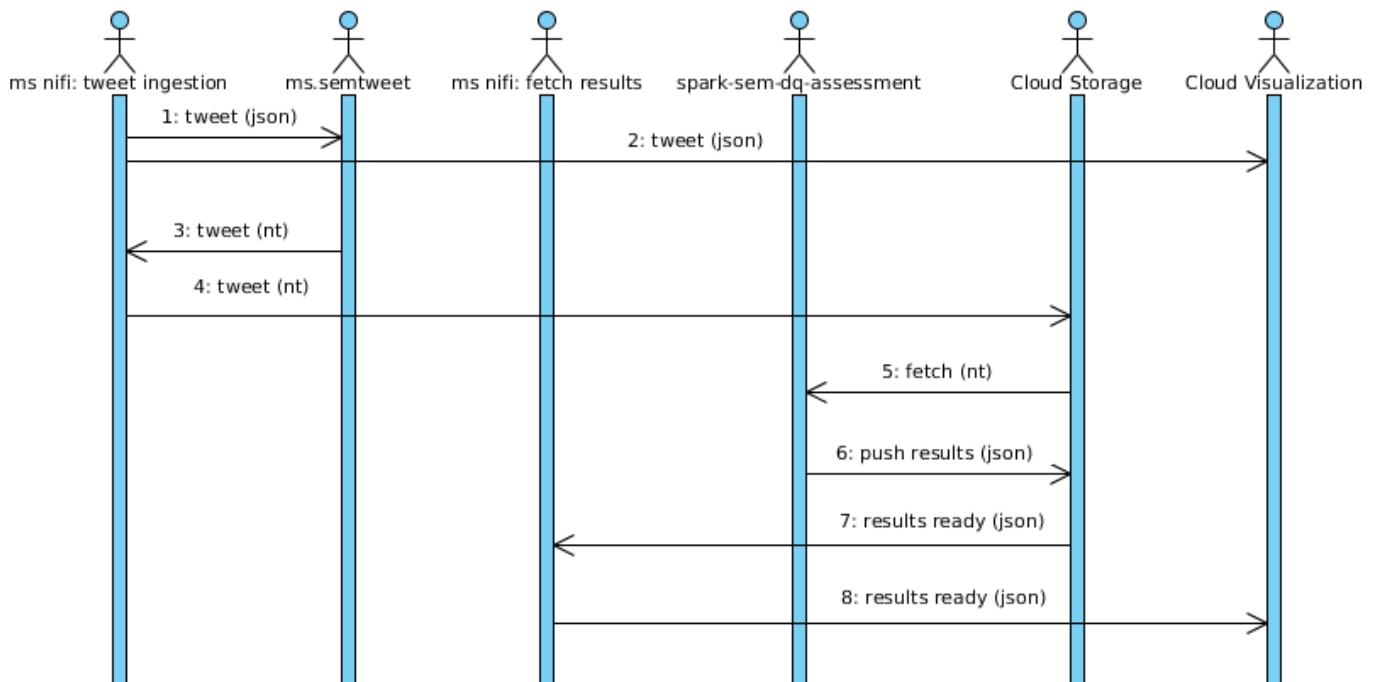 ms nifi: tweet ingestion
ms.semtweet
ms nifi: fetch results
spark-sem-dq-assessment
Cloud Storage
Cloud Visualization
1: tweet (json)
2: tweet (json)
3: tweet (nt)
4: tweet (nt)
5: fetch (nt)
6: push results (json)
7: results ready (json)
8: results ready (json)